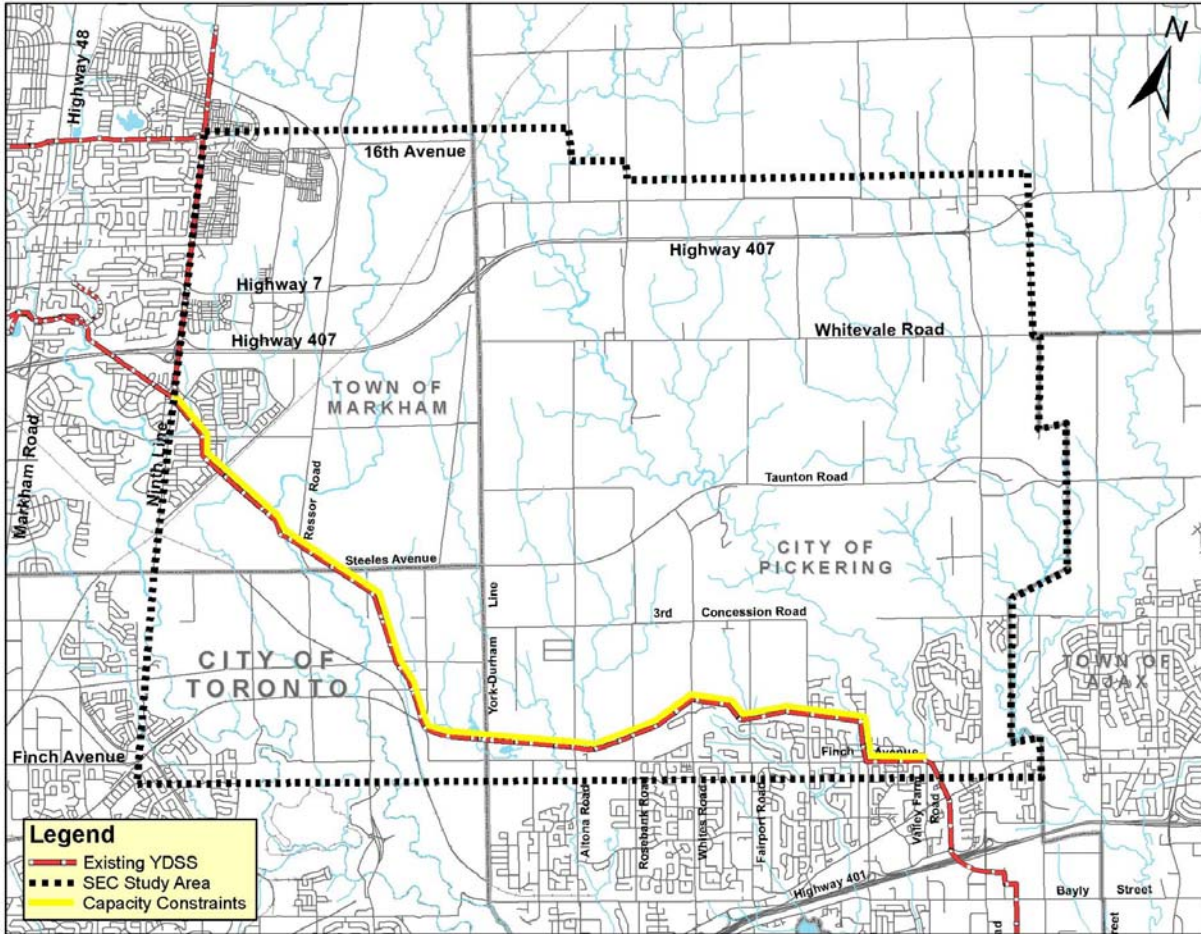 Highway 48
N
16th Avenue
Highway 407
Highway 7
Whitevale Road
Highway 407
TOWN OF
MARKHAM
Markham Road
Ninth Line
Ressor Road
Taunton Road
Steeles Avenue
CITY OF
PICKERING
Line
3rd Concession Road
York-Durham
CITY OF
TORONTO
TOWN OF
AJAX
Finch Avenue
Finch Avenue
Altona Road
Rosebank Road
Whites Road
Fairport Road
Valley Farm
Road
Highway 401
Bayly Street
Legend
Existing YDSS
SEC Study Area
Capacity Constraints